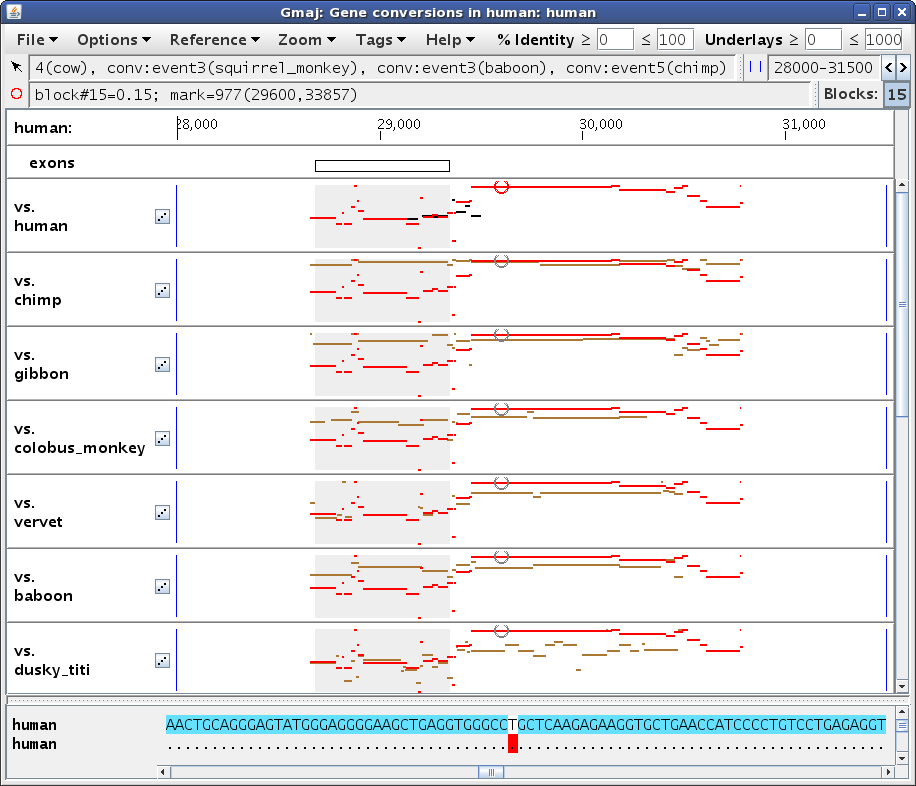 Gmaj: Gene conversions in human: human
File Options Reference Zoom Tags Help % Identity ≥ 0 ≤ 100 Underlays ≥ 0 ≤ 1000
4(cow), conv:event3(squirrel_monkey), conv:event3(baboon), conv:event5(chimp) 28000-31500
block#15=0.15; mark=977(29600,33857) Blocks: 15
human: 28,000 29,000 30,000 31,000
exons
vs.
human
vs.
chimp
vs.
gibbon
vs.
colobus_monkey
vs.
vervet
vs.
baboon
vs.
dusky_titi
human AACTGCAGGGAGTATGGGAGGGGAAGCTGAGGTGGGCCTGCTCAAGAGAAGGTGCTGAACCATCCCCTGTCCTGAGAGGT
human ................................................................................